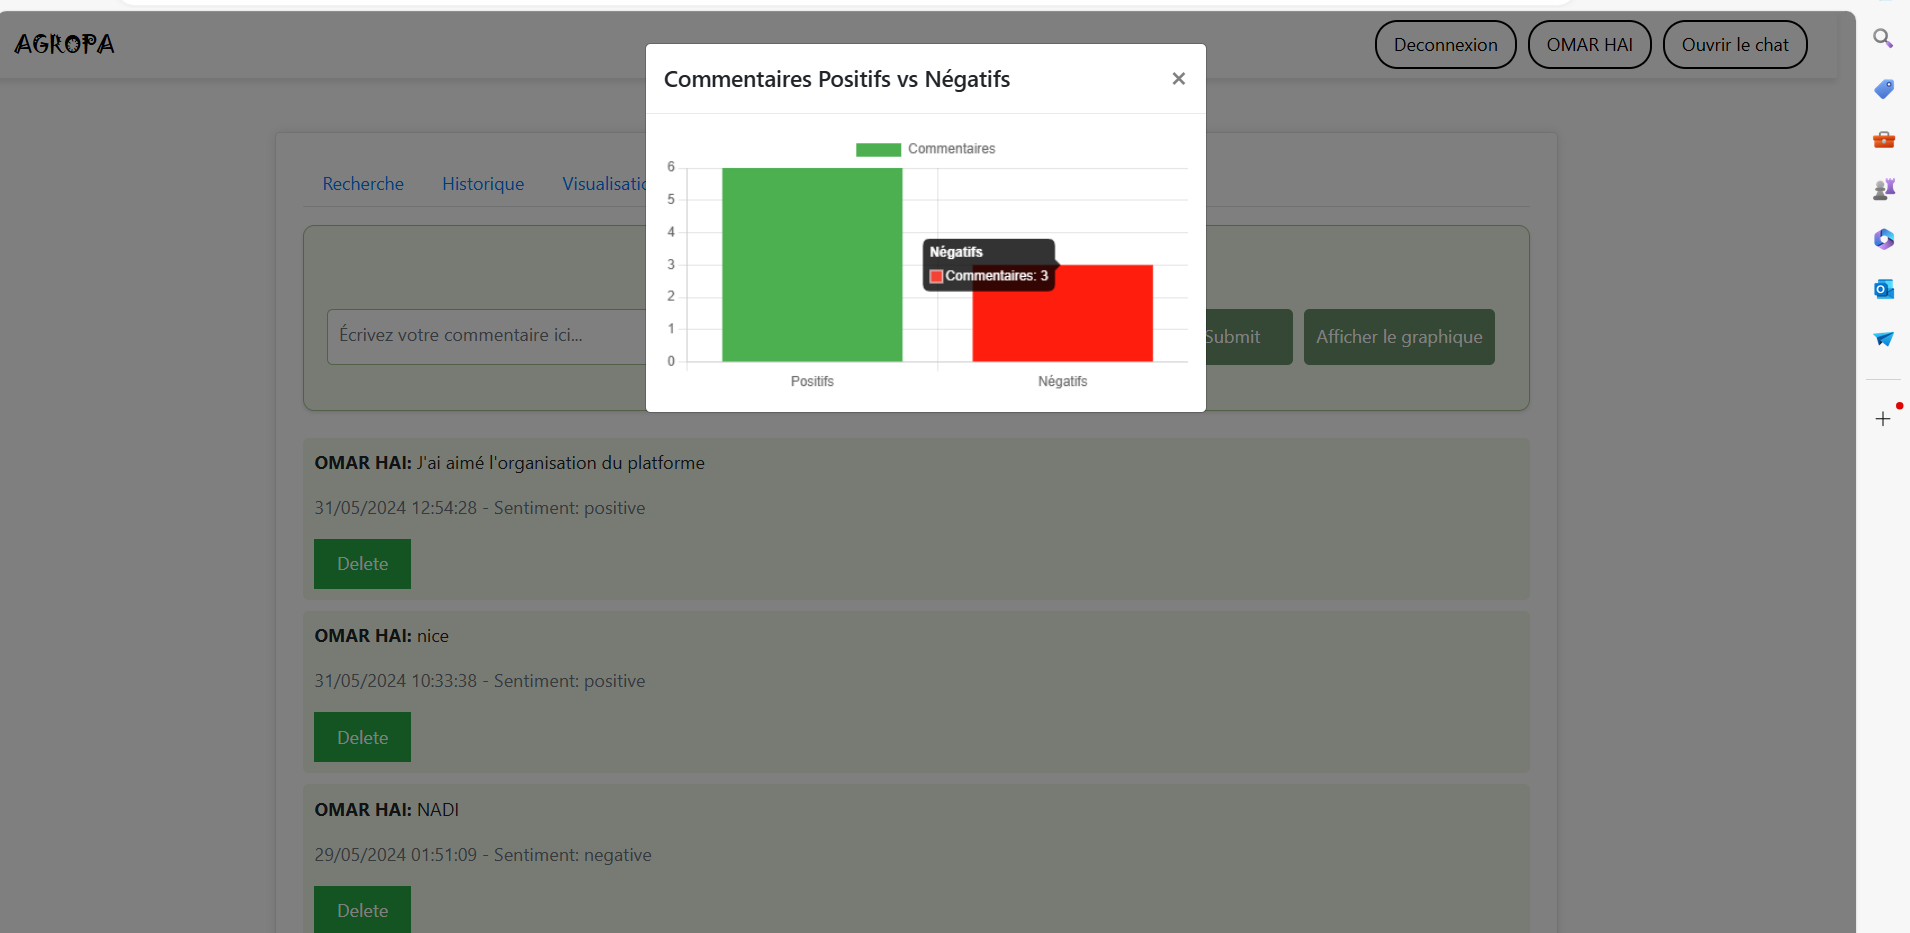 AGROPA
Deconnexion
OMAR HAI
Ouvrir le chat
Commentaires Positifs vs Négatifs
×
Commentaires
6
5
4
3
2
1
0
Négatifs
Commentaires: 3
Positifs
Négatifs
Recherche
Historique
Écrivez votre commentaire ici...
Submit
Afficher le graphique
OMAR HAI: J'ai aimé l'organisation du platforme
31/05/2024 12:54:28 - Sentiment: positive
Delete
OMAR HAI: nice
31/05/2024 10:33:38 - Sentiment: positive
Delete
OMAR HAI: NADI
29/05/2024 01:51:09 - Sentiment: negative
Delete